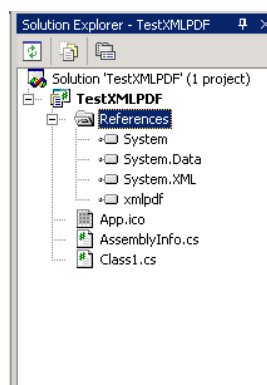 Solution Explorer - TestXMLPDF
Solution 'TestXMLPDF' (1 project)
TestXMLPDF
References
System
System.Data
System.XML
xmlpdf
App.ico
AssemblyInfo.cs
Class1.cs